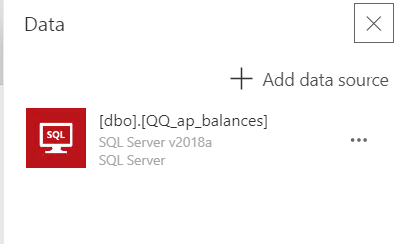 Data
Add data source
SQL
[dbo].[QQ_ap_balances]
SQL Server v2018a
SQL Server